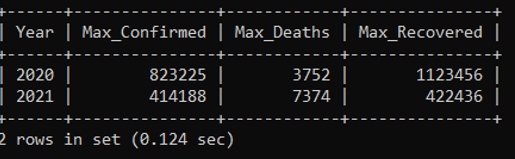 +------+---------------+------------+---------------+
| Year | Max_Confirmed | Max_Deaths | Max_Recovered |
+------+---------------+------------+---------------+
| 2020 |        823225 |       3752 |       1123456 |
| 2021 |        414188 |       7374 |        422436 |
+------+---------------+------------+---------------+
2 rows in set (0.124 sec)